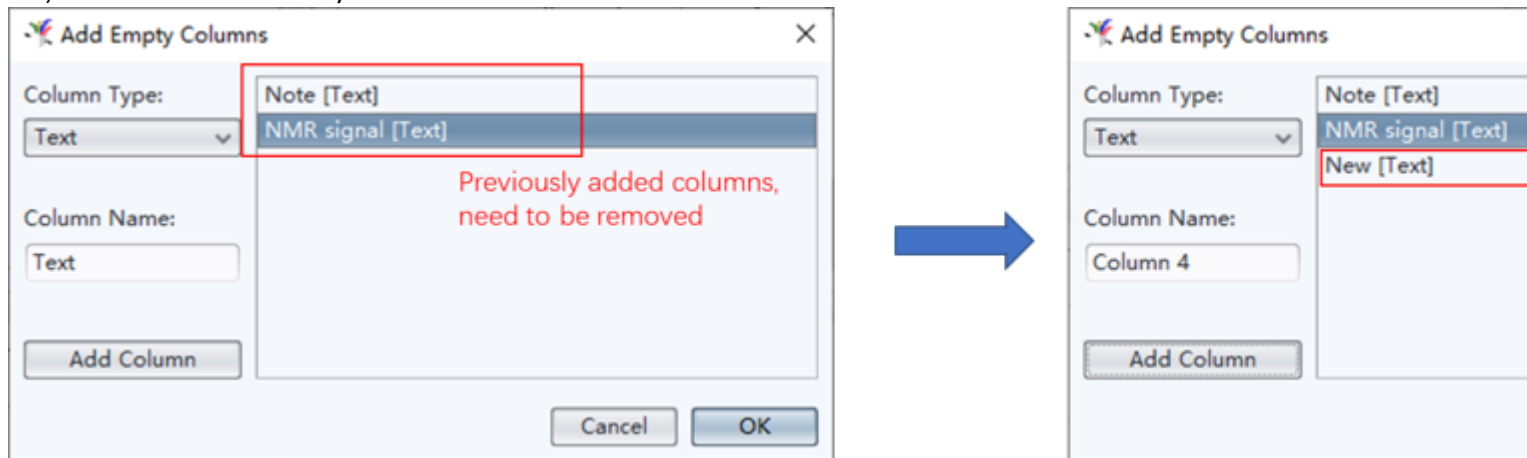 Add Empty Columns
Column Type:
Text
Note [Text]
NMR signal [Text]
Previously added columns,
need to be removed
Column Name:
Text
Add Column
Cancel
OK
Add Empty Columns
Column Type:
Text
Note [Text]
NMR signal [Text]
New [Text]
Column Name:
Column 4
Add Column